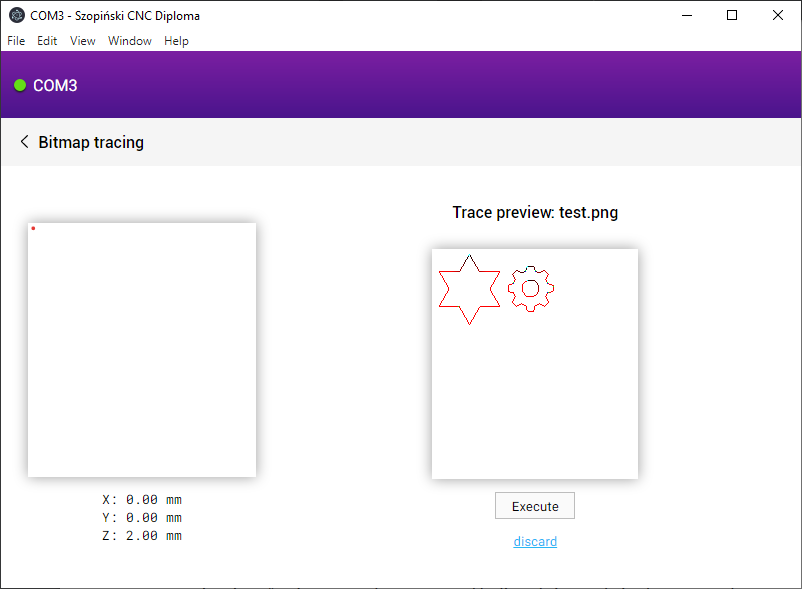 COM3 - Szopiński CNC Diploma
File Edit View Window Help
COM3
Bitmap tracing
Trace preview: test.png
X: 0.00 mm
Y: 0.00 mm
Z: 2.00 mm
Execute
discard